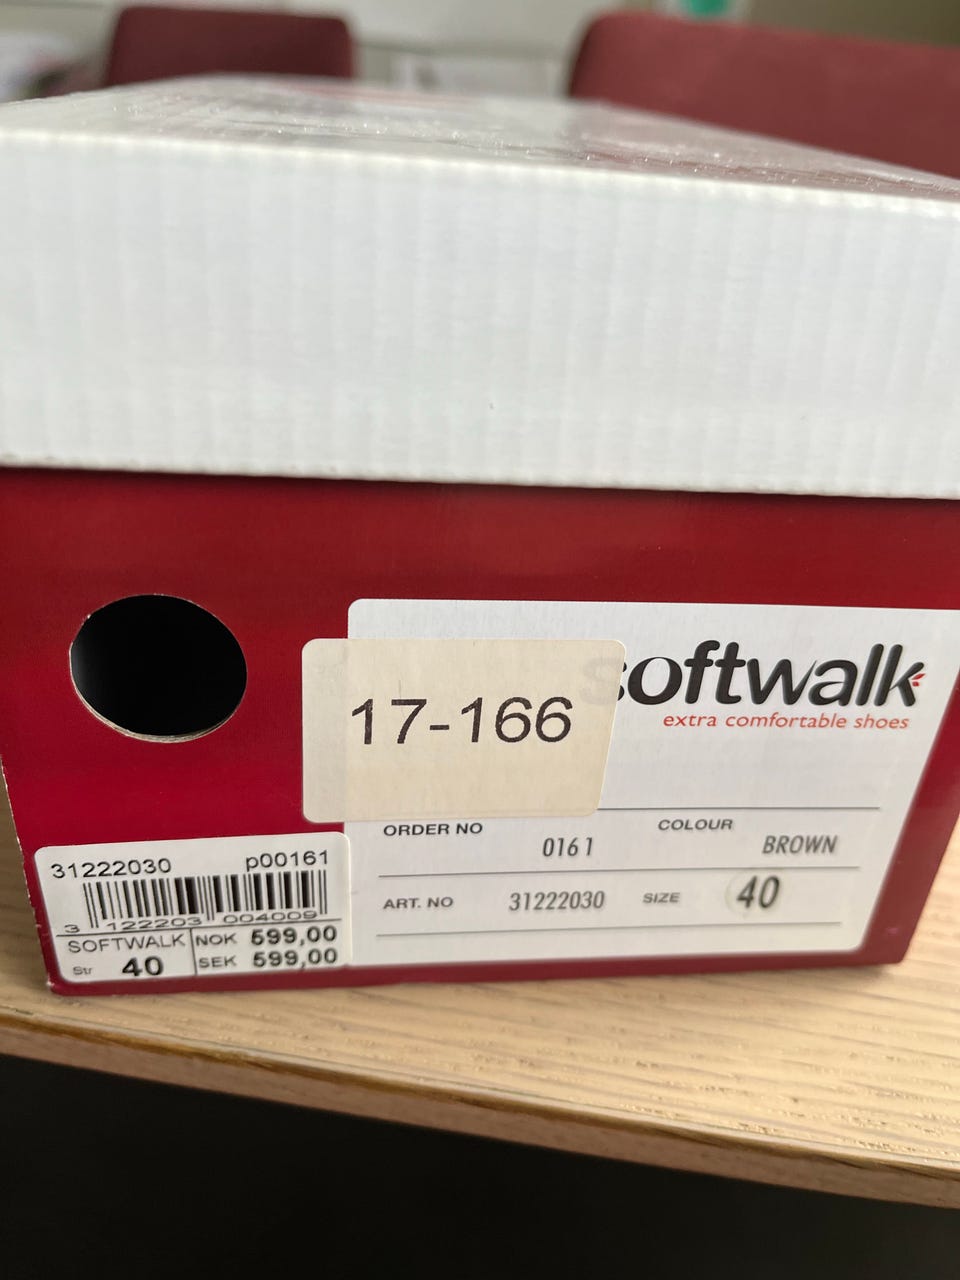 softwalk
extra comfortable shoes
17-166
ORDER NO 0161 COLOUR BROWN
ART. NO 31222030 SIZE 40
31222030 p00161
3 122203 004009
SOFTWALK NOK 599,00
Str 40 SEK 599,00